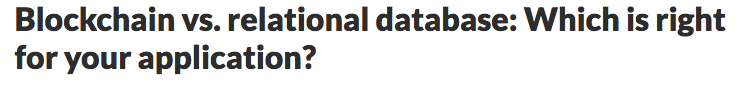 Blockchain vs. relational database: Which is right
for your application?